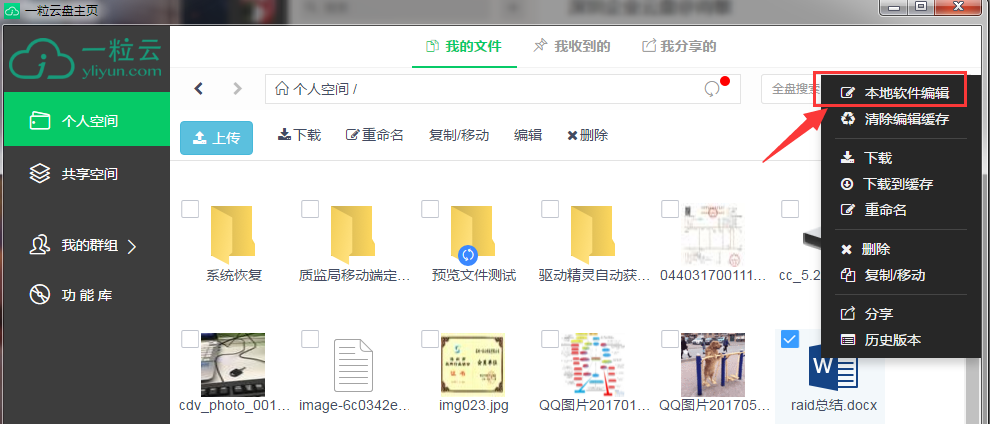 一粒云盘主页
一粒云
yliyun.com
我的文件 我收到的 我分享的
个人空间 /
全盘搜索
个人空间
共享空间
我的群组
功能库
上传 下载 重命名 复制/移动 编辑 删除
本地软件编辑
清除编辑缓存
下载
下载到缓存
重命名
删除
复制/移动
分享
历史版本
系统恢复 质监局移动端定... 预览文件测试 驱动精灵自动获... 044031700111... cc_5.2
cdv_photo_001... image-6c0342e... img023.jpg QQ图片201701... QQ图片201705... raid总结.docx